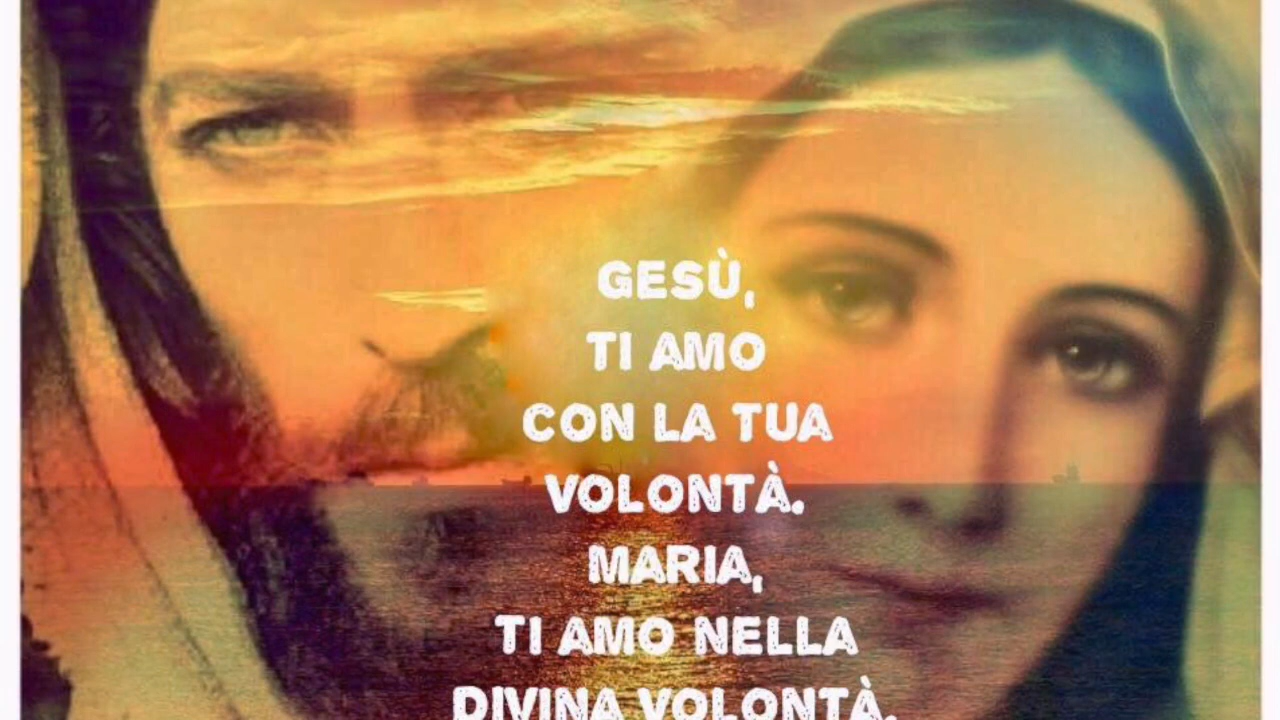 GESÙ,
TI AMO
CON LA TUA
VOLONTÀ.
MARIA,
TI AMO NELLA
DIVINA VOLONTÀ.